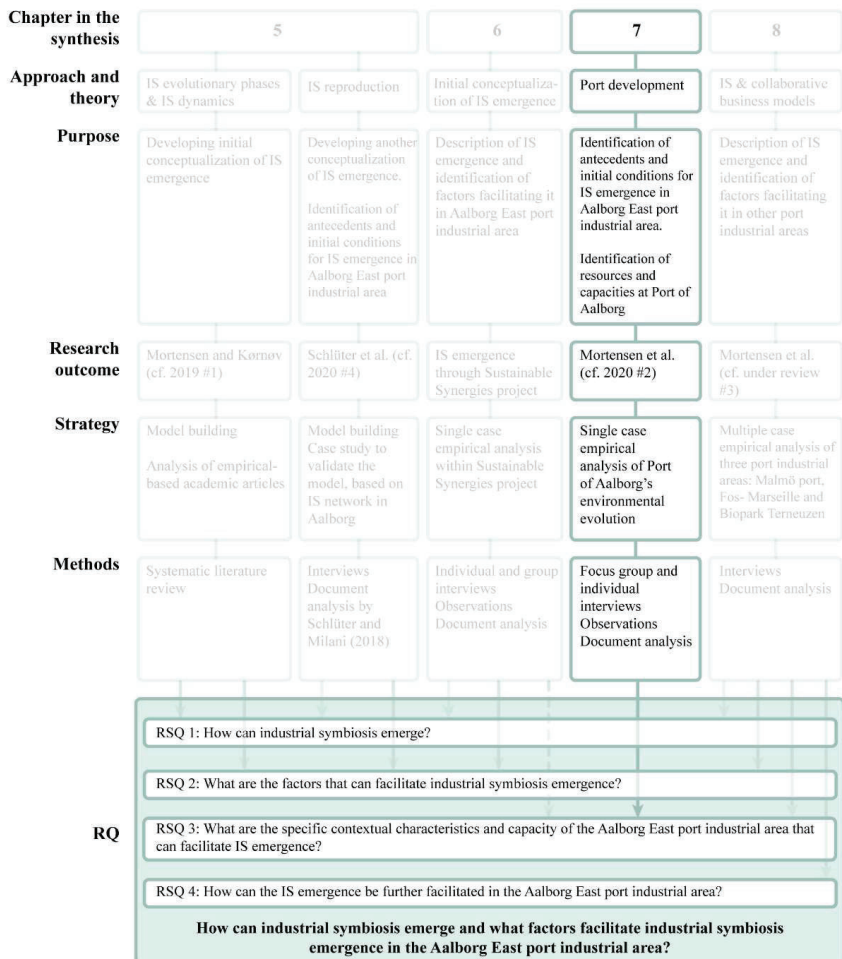 Chapter in the
synthesis
5
6
7
8
Approach and
theory
IS evolutionary phases
& IS dynamics
IS reproduction
Initial conceptualiza-
tion of IS emergence
Port development
IS & collaborative
business models
Purpose
Developing initial
conceptualization of IS
emergence
Developing another
conceptualization
of IS emergence.
Identification of
antecedents and
initial conditions
for IS emergence in
Aalborg East port
industrial area
Description of IS
emergence and
identification of
factors facilitating it
in Aalborg East port
industrial area
Identification of
antecedents and
initial conditions for
IS emergence in
Aalborg East port
industrial area.
Identification of
resources and
capacities at Port of
Aalborg
Description of IS
emergence and
identification of
factors facilitating
it in other port
industrial areas
Research
outcome
Mortensen and Kørnøv
(cf. 2019 #1)
Schlüter et al. (cf.
2020 #4)
IS emergence
through Sustainable
Synergies project
Mortensen et al.
(cf. 2020 #2)
Mortensen et al.
(cf. under review
#3)
Strategy
Model building
Analysis of empirical-
based academic articles
Model building
Case study to
validate the
model, based on
IS network in
Aalborg
Single case
empirical analysis
within Sustainable
Synergies project
Single case
empirical
analysis of Port
of Aalborg's
environmental
evolution
Multiple case
empirical analysis of
three port industrial
areas: Malmö port,
Fos- Marseille and
Biopark Terneuzen
Methods
Systematic literature
review
Interviews
Document
analysis by
Schlüter and
Milani (2018)
Individual and group
interviews
Observations
Document analysis
Focus group and
individual
interviews
Observations
Document analysis
Interviews
Document analysis
RQ
RSQ 1: How can industrial symbiosis emerge?
RSQ 2: What are the factors that can facilitate industrial symbiosis emergence?
RSQ 3: What are the specific contextual characteristics and capacity of the Aalborg East port industrial area that
can facilitate IS emergence?
RSQ 4: How can the IS emergence be further facilitated in the Aalborg East port industrial area?
How can industrial symbiosis emerge and what factors facilitate industrial symbiosis
emergence in the Aalborg East port industrial area?